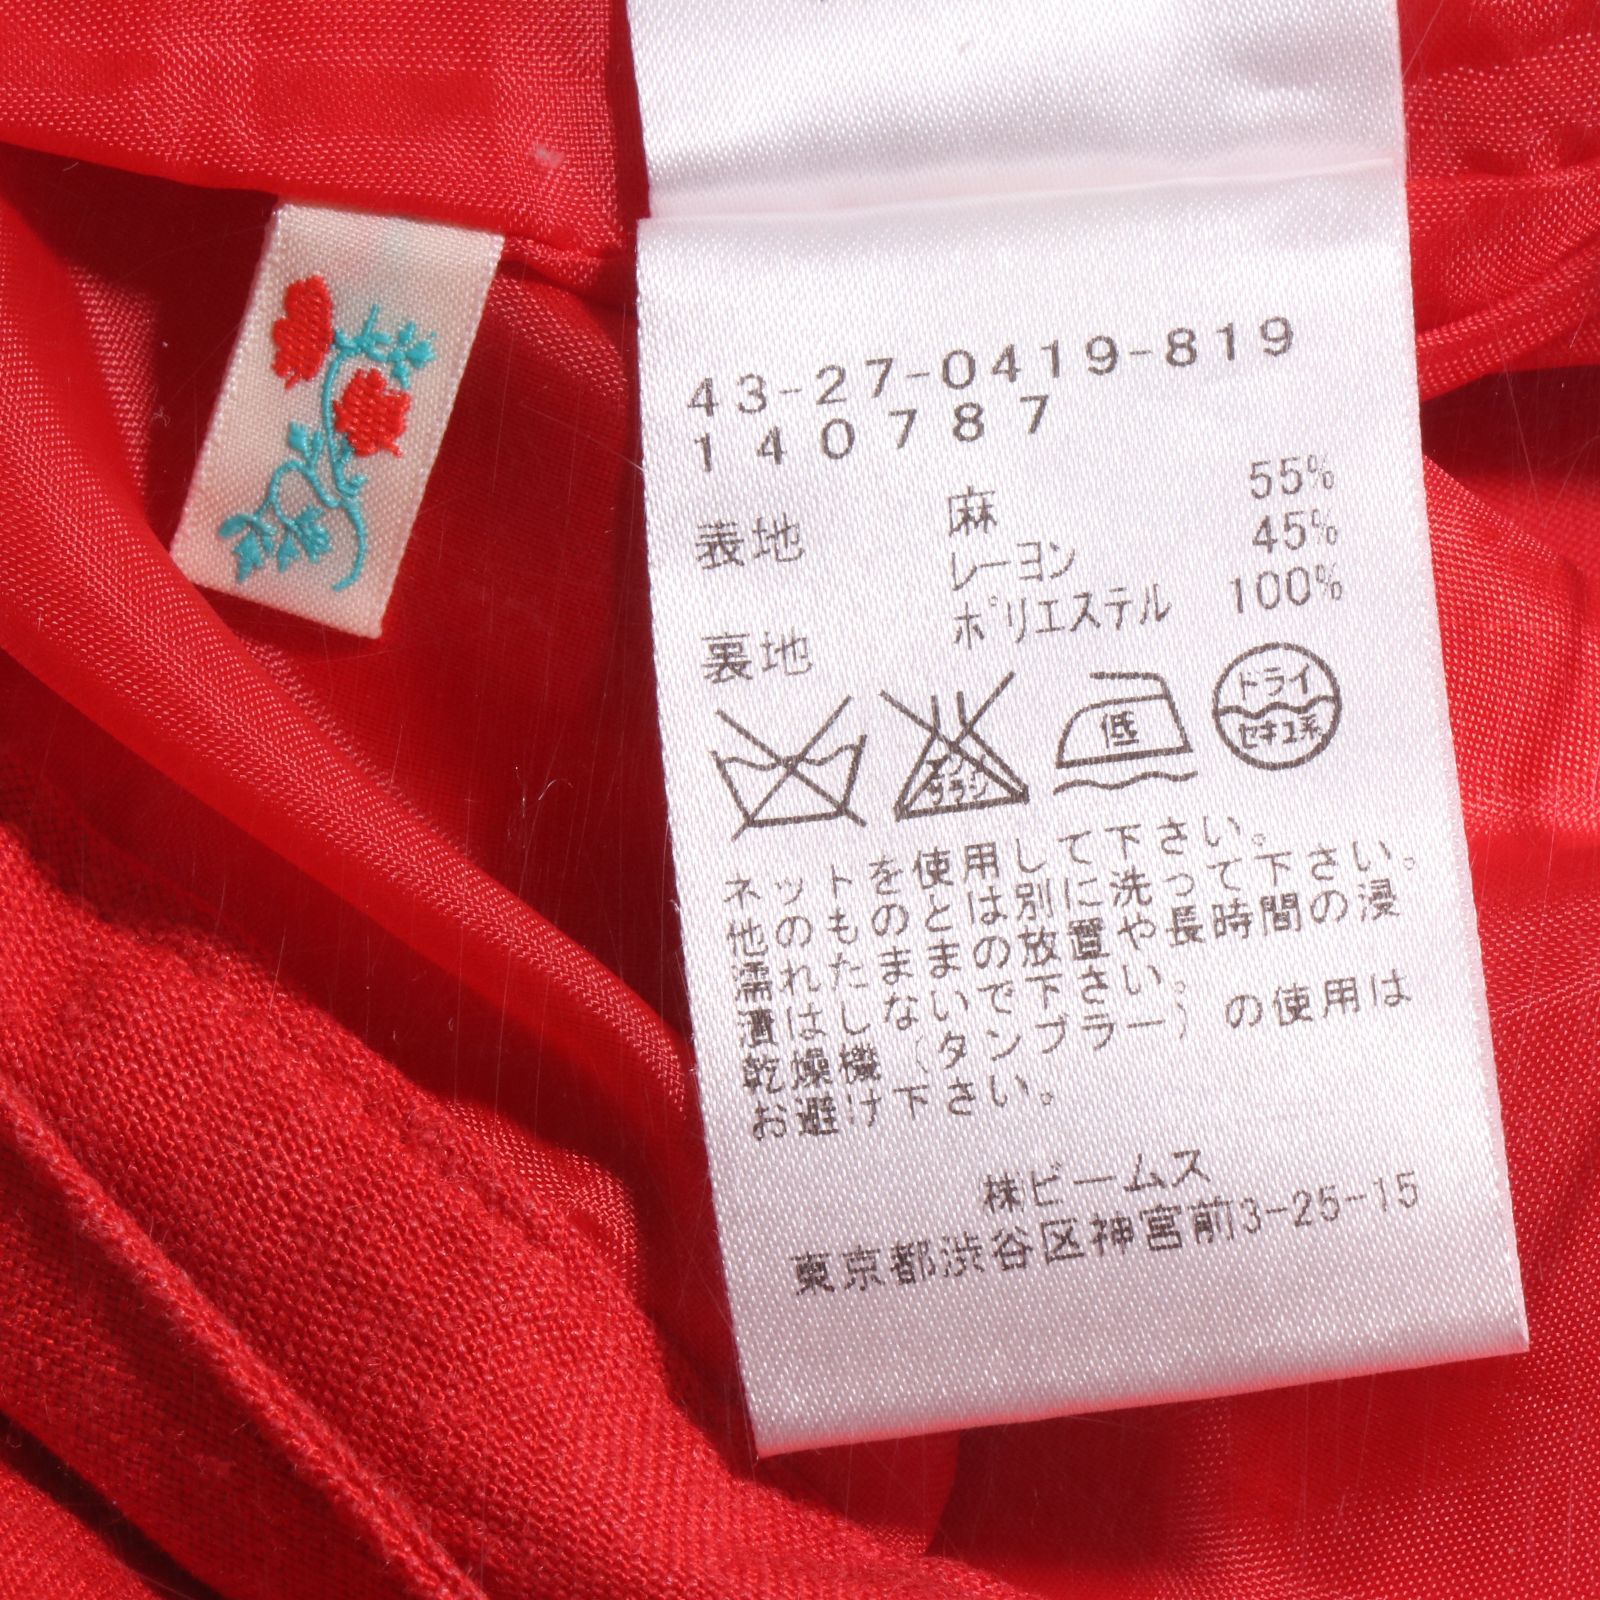 43-27-0419-819
140787
表地 麻 55%
レーヨン 45%
裏地 ポリエステル 100%
エンソ サラシ
低
ドライ
セキユ系
ネットを使用して下さい。
他のものとは別に洗って下さい。
濡れたままの放置や長時間の浸
漬はしないで下さい。
乾燥機(タンブラー)の使用は
お避け下さい。
㈱ビームス
東京都渋谷区神宮前3-25-15